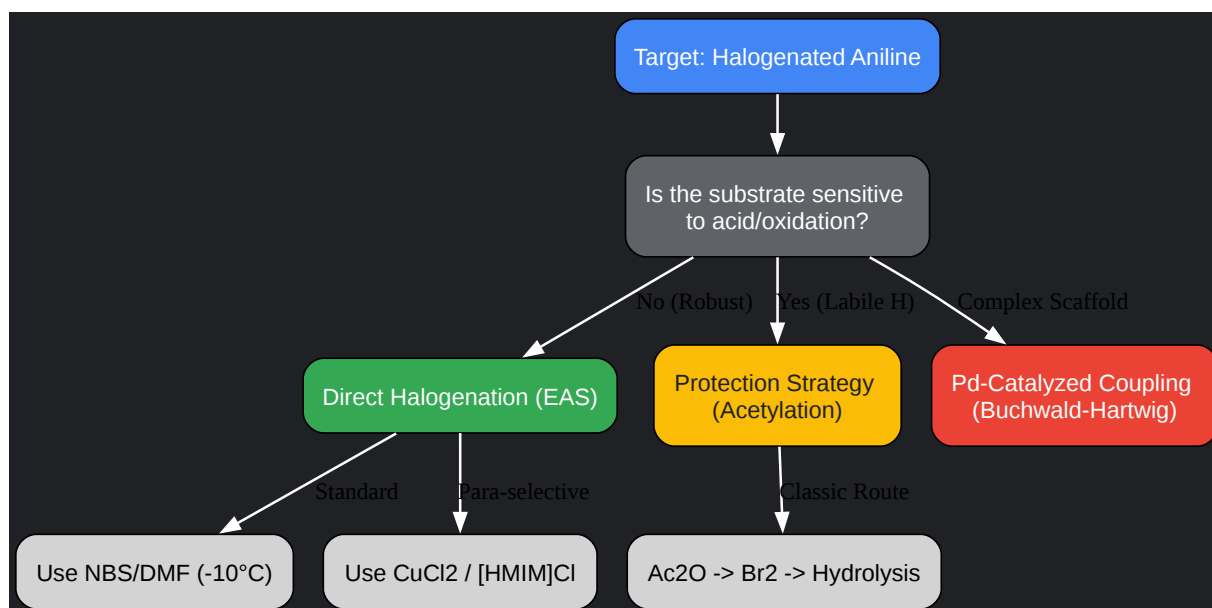 Target: Halogenated Aniline
Is the substrate sensitive
to acid/oxidation?
No (Robust)
Yes (Labile H)
Complex Scaffold
Direct Halogenation (EAS)
Protection Strategy
(Acetylation)
Pd-Catalyzed Coupling
(Buchwald-Hartwig)
Standard
Para-selective
Classic Route
Use NBS/DMF (-10°C)
Use CuCl2 / [HMIM]Cl
Ac2O -> Br2 -> Hydrolysis